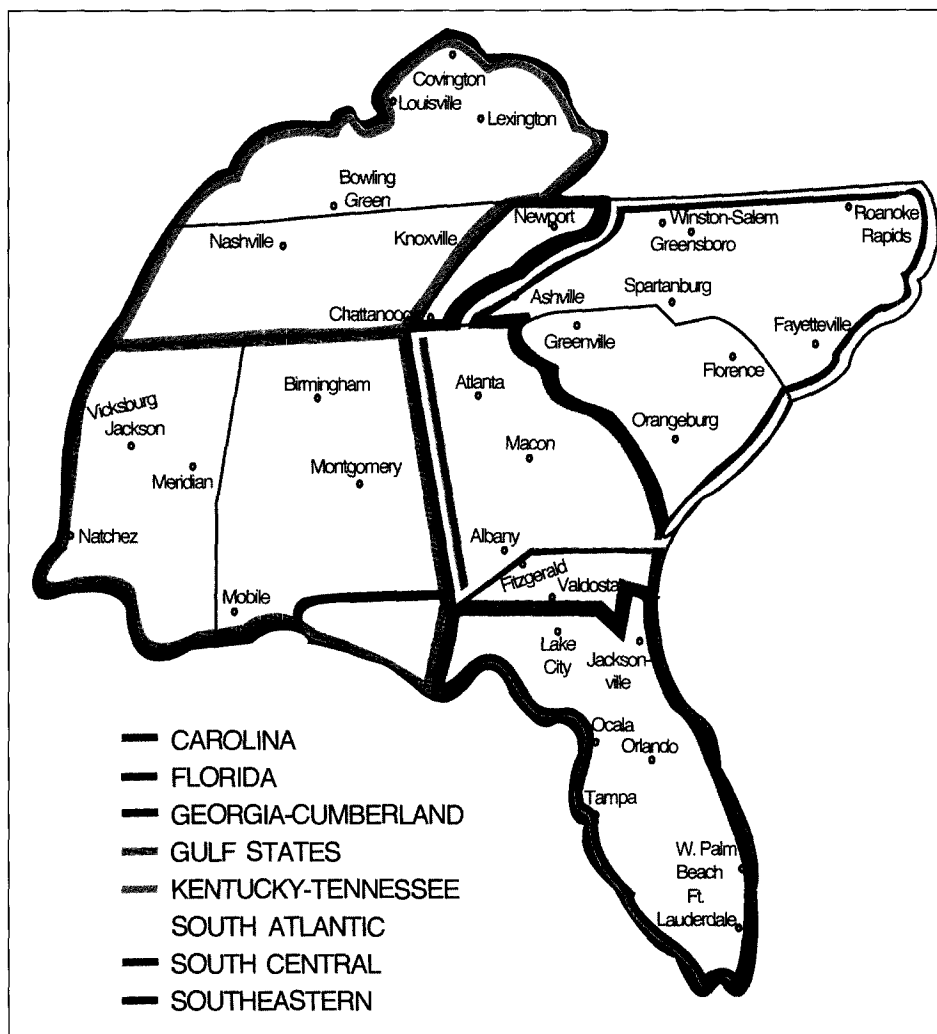 Covington
Louisville
Lexington
Bowling
Green
Newport
Winston-Salem
Greensboro
Roanoke
Rapids
Nashville
Knoxville
Ashville
Spartanburg
Chattanoog
Greenville
Fayetteville
Florence
Birmingham
Atlanta
Vicksburg
Jackson
Orangeburg
Macon
Meridian
Montgomery
Natchez
Albany
Fitzgerald
Valdosta
Mobile
Lake
City
Jackson-
ville
Ocala
Orlando
Tampa
W. Palm
Beach
Ft.
Lauderdale
CAROLINA
FLORIDA
GEORGIA-CUMBERLAND
GULF STATES
KENTUCKY-TENNESSEE
SOUTH ATLANTIC
SOUTH CENTRAL
SOUTHEASTERN